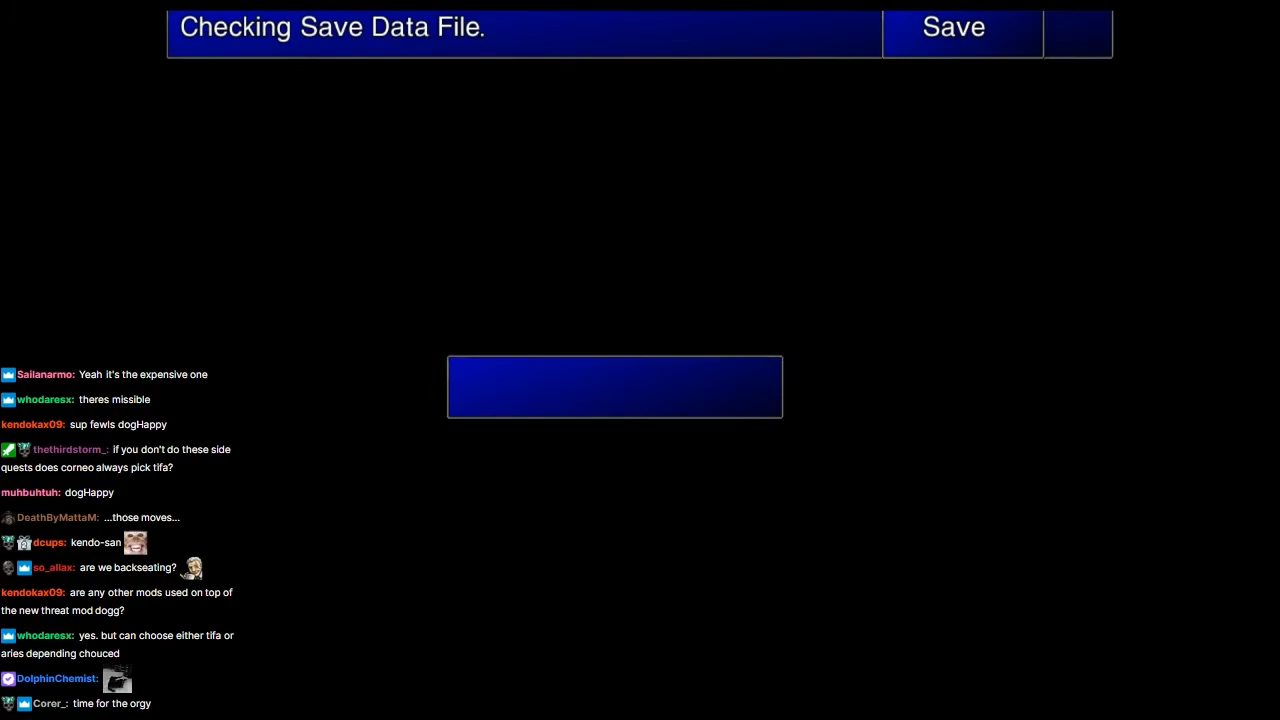 Checking Save Data File.
Save
Sailanarmo: Yeah it's the expensive one
whodaresx: theres missible
kendokax09: sup fewls dogHappy
thethirdstorm_: if you don't do these side
quests does corneo always pick tifa?
muhbuhtuh: dogHappy
DeathByMattaM: ...those moves...
dcups: kendo-san
so_aliax: are we backseating?
kendokax09: are any other mods used on top of
the new threat mod dogg?
whodaresx: yes. but can choose either tifa or
aries depending chouced
DolphinChemist:
Corer_: time for the orgy